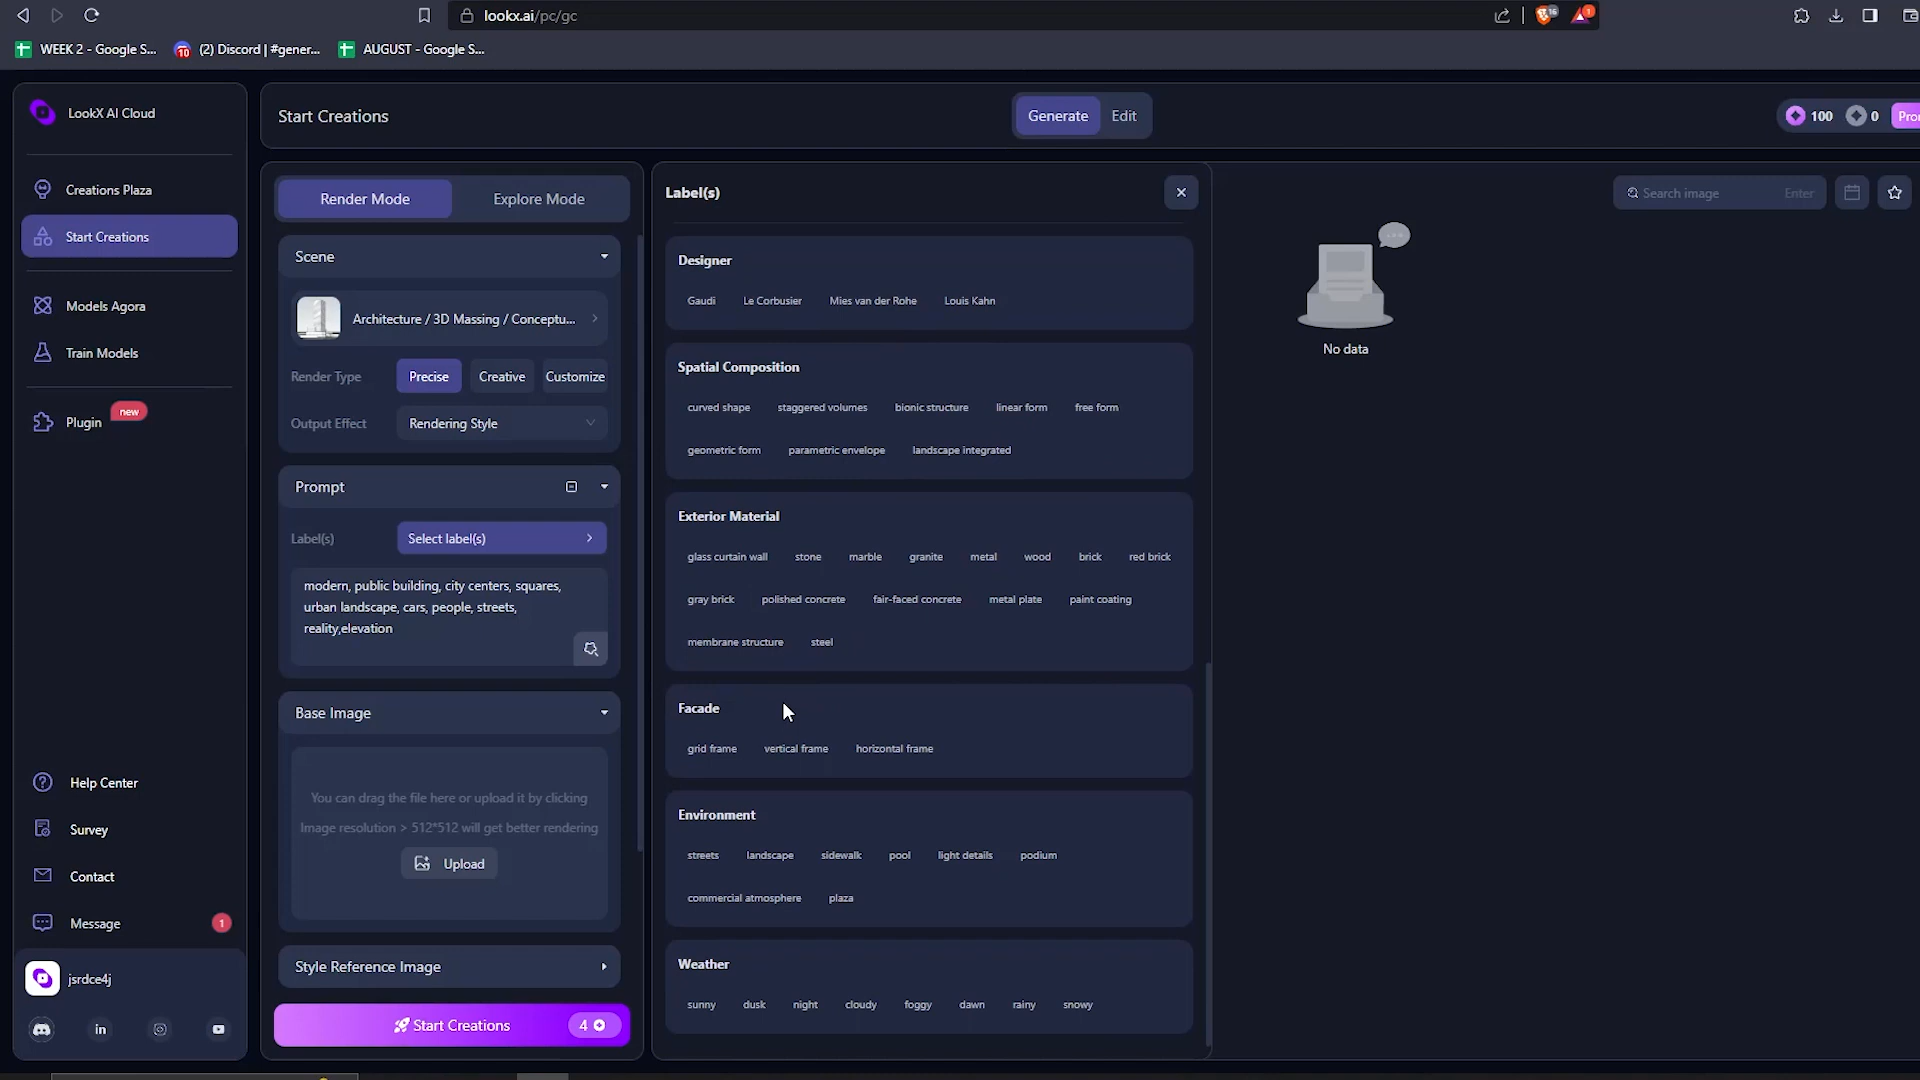 lookx.ai/pc/gc
16
1
WEEK 2 - Google S...
10
(2) Discord | #gener...
AUGUST - Google S...
LookX AI Cloud
Start Creations
Generate
Edit
100
0
Pro
Creations Plaza
Start Creations
Models Agora
Train Models
Plugin
new
Help Center
Survey
Contact
Message
1
jsrdce4j
Render Mode
Explore Mode
Scene
Architecture / 3D Massing / Conceptu...
Render Type
Precise
Creative
Customize
Output Effect
Rendering Style
Prompt
Label(s)
Select label(s)
modern, public building, city centers, squares,
urban landscape, cars, people, streets,
reality,elevation
Base Image
You can drag the file here or upload it by clicking
Image resolution > 512*512 will get better rendering
Upload
Style Reference Image
Start Creations
4
Label(s)
Designer
Gaudi Le Corbusier Mies van der Rohe Louis Kahn
Spatial Composition
curved shape staggered volumes bionic structure linear form free form
geometric form parametric envelope landscape integrated
Exterior Material
glass curtain wall stone marble granite metal wood brick red brick
gray brick polished concrete fair-faced concrete metal plate paint coating
membrane structure steel
Facade
grid frame vertical frame horizontal frame
Environment
streets landscape sidewalk pool light details podium
commercial atmosphere plaza
Weather
sunny dusk night cloudy foggy dawn rainy snowy
Search image
Enter
No data